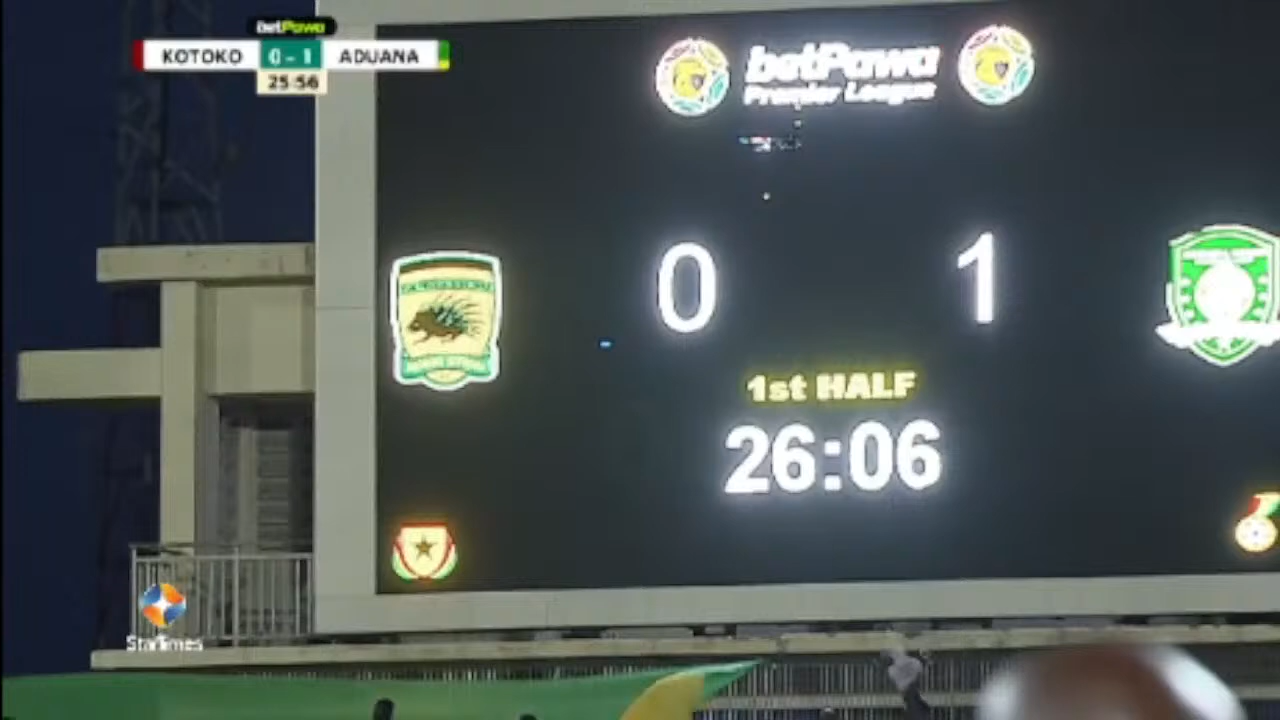 betPawa
KOTOKO 0 - 1 ADUANA
25:56
betPawa
Premier League
0 1
1st HALF
26:06
StarTimes